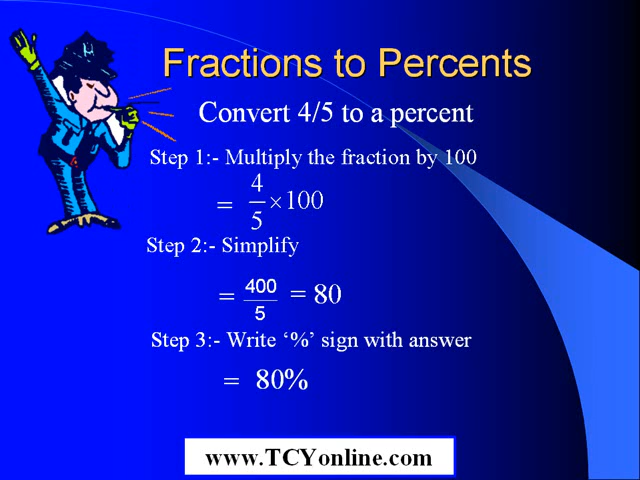 Fractions to Percents
Convert 4/5 to a percent
Step 1:- Multiply the fraction by 100
= 4/5 ×100
Step 2:- Simplify
= 400/5 = 80
Step 3:- Write ‘%’ sign with answer
= 80%
www.TCYonline.com